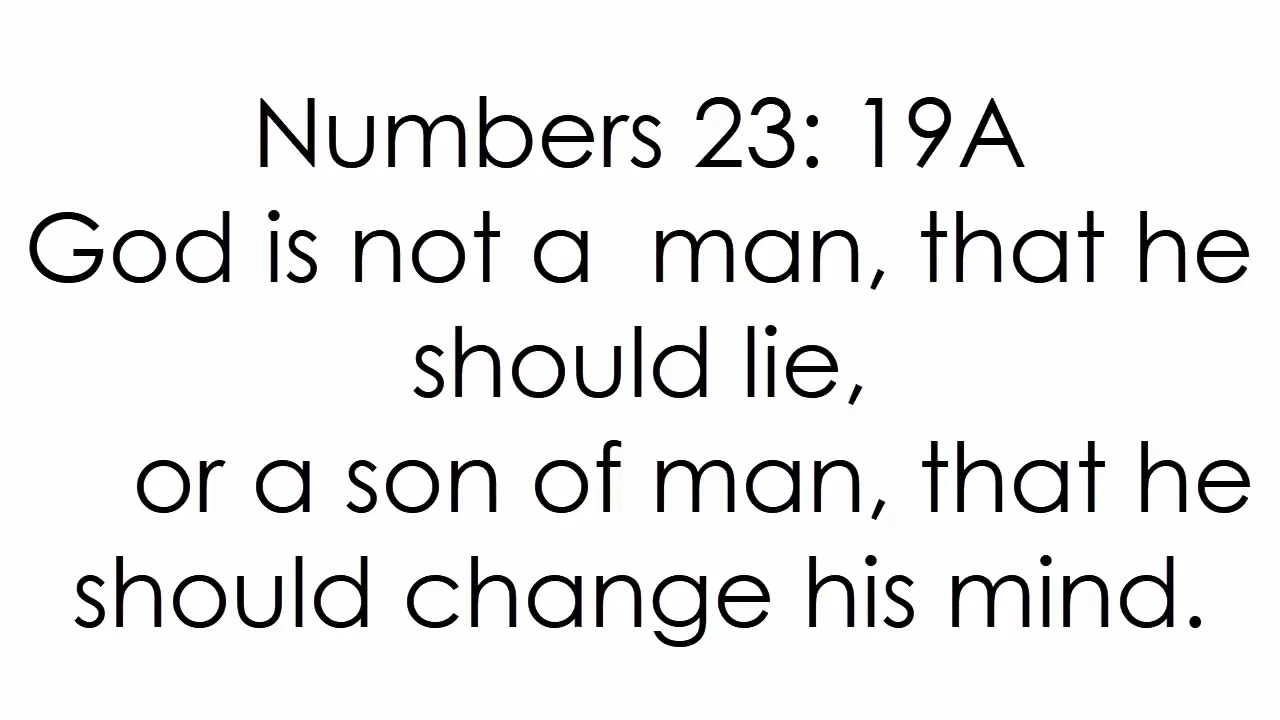 Numbers 23: 19A
God is not a  man, that he
should lie,
or a son of man, that he
should change his mind.